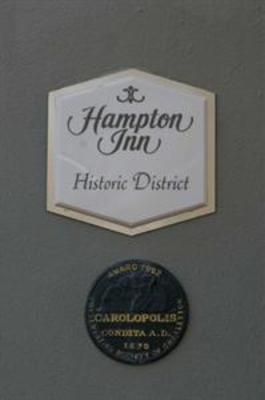 Hampton
Inn
Historic District
AWARD 1992
CAROLOPOLIS
CONDITA A.D.
1670